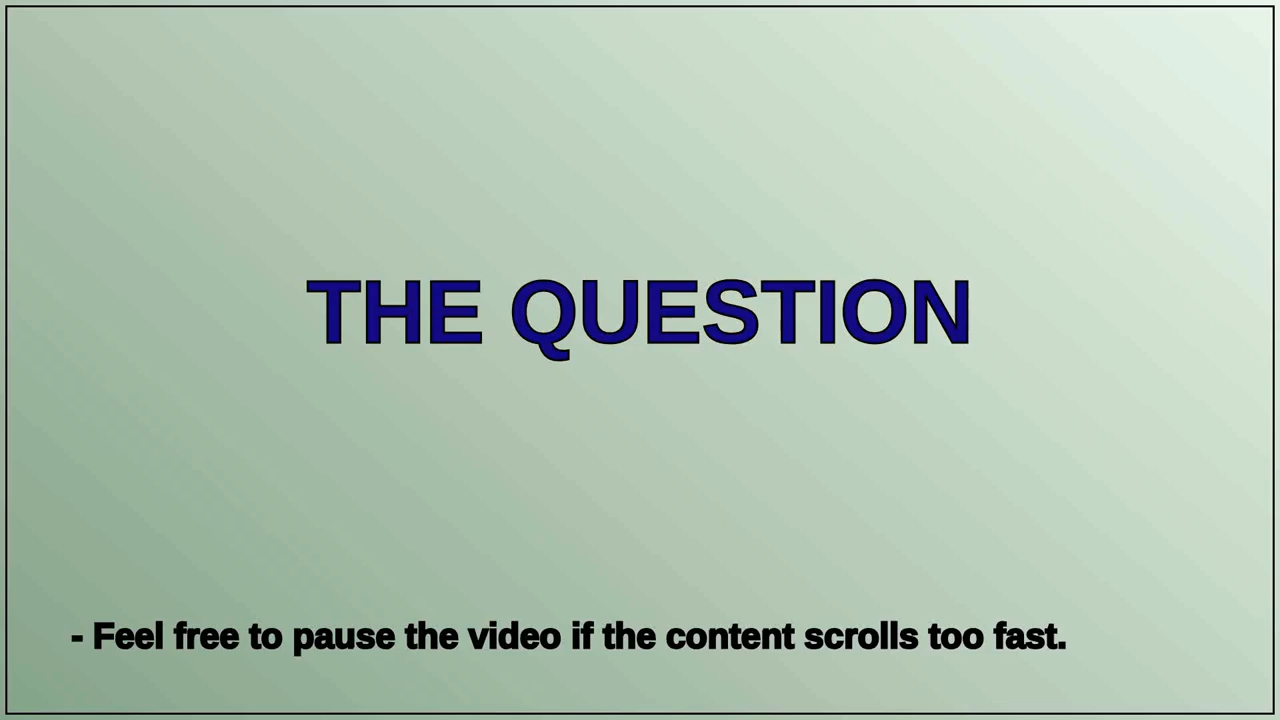 THE QUESTION
- Feel free to pause the video if the content scrolls too fast.